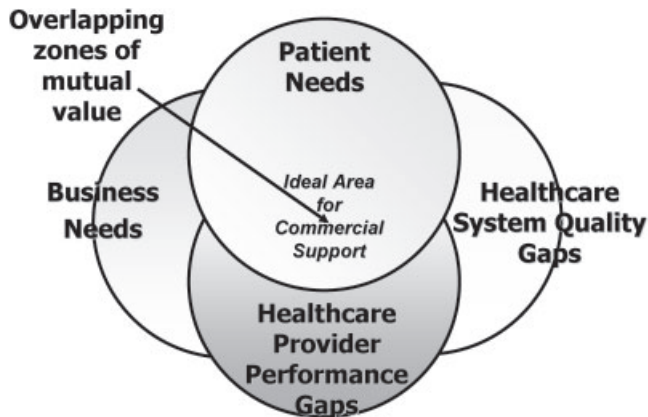 Overlapping
zones of
mutual
value
Patient
Needs
Business
Needs
Ideal Area
for
Commercial
Support
Healthcare
System Quality
Gaps
Healthcare
Provider
Performance
Gaps